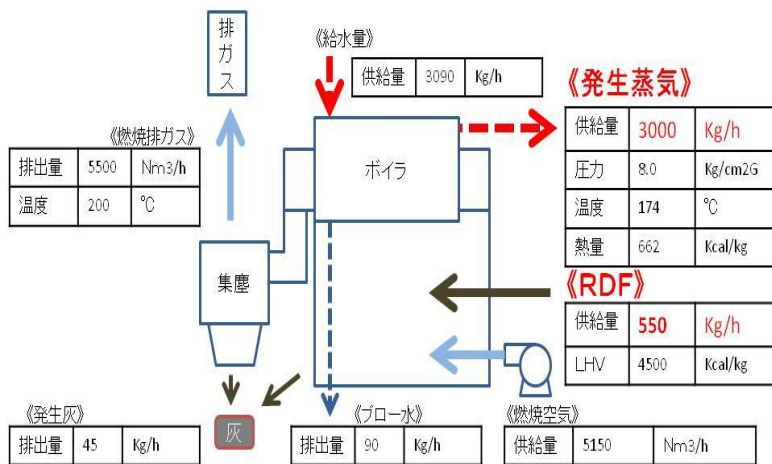 排ガス
《給水量》
供給量 3090 Kg/h
《発生蒸気》
供給量 3000 Kg/h
圧力 8.0 Kg/cm2G
温度 174 ℃
熱量 662 Kcal/kg
《燃焼排ガス》
排出量 5500 Nm3/h
温度 200 ℃
ボイラ
集塵
《RDF》
供給量 550 Kg/h
LHV 4500 Kcal/kg
《発生灰》
排出量 45 Kg/h
灰
《ブロー水》
排出量 90 Kg/h
《燃焼空気》
供給量 5150 Nm3/h